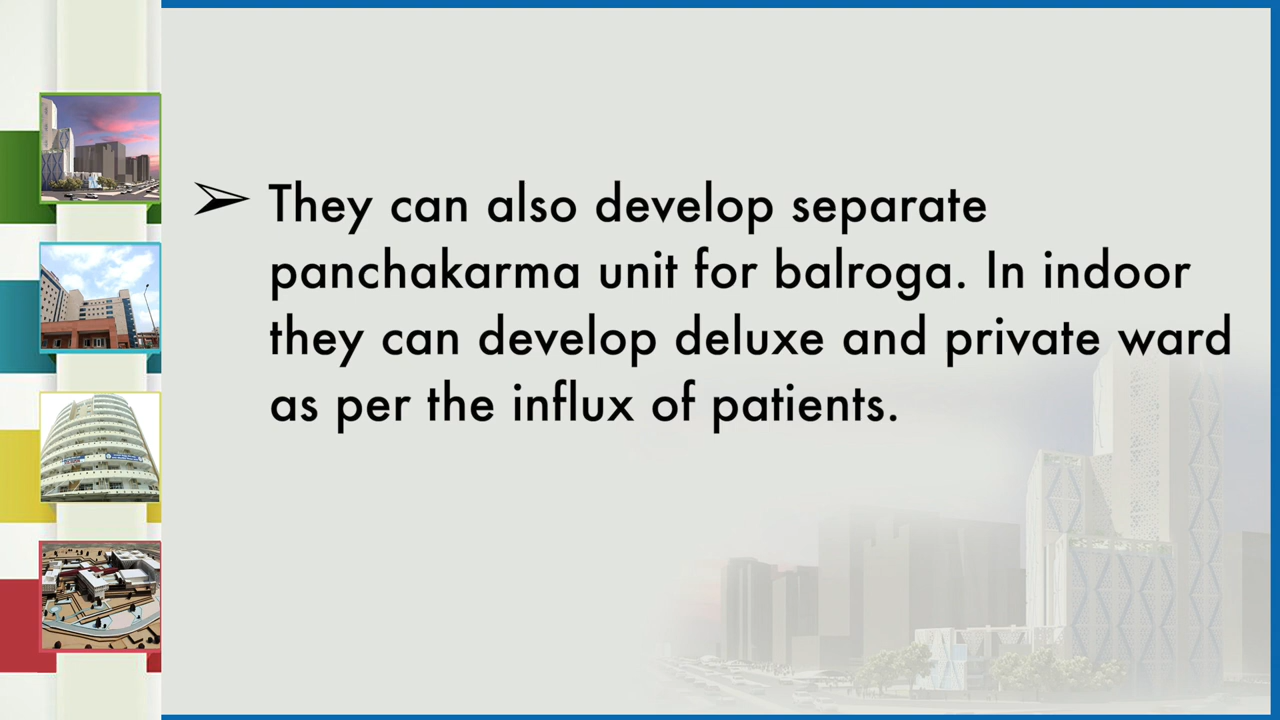 ➢ They can also develop separate
panchakarma unit for balroga. In indoor
they can develop deluxe and private ward
as per the influx of patients.